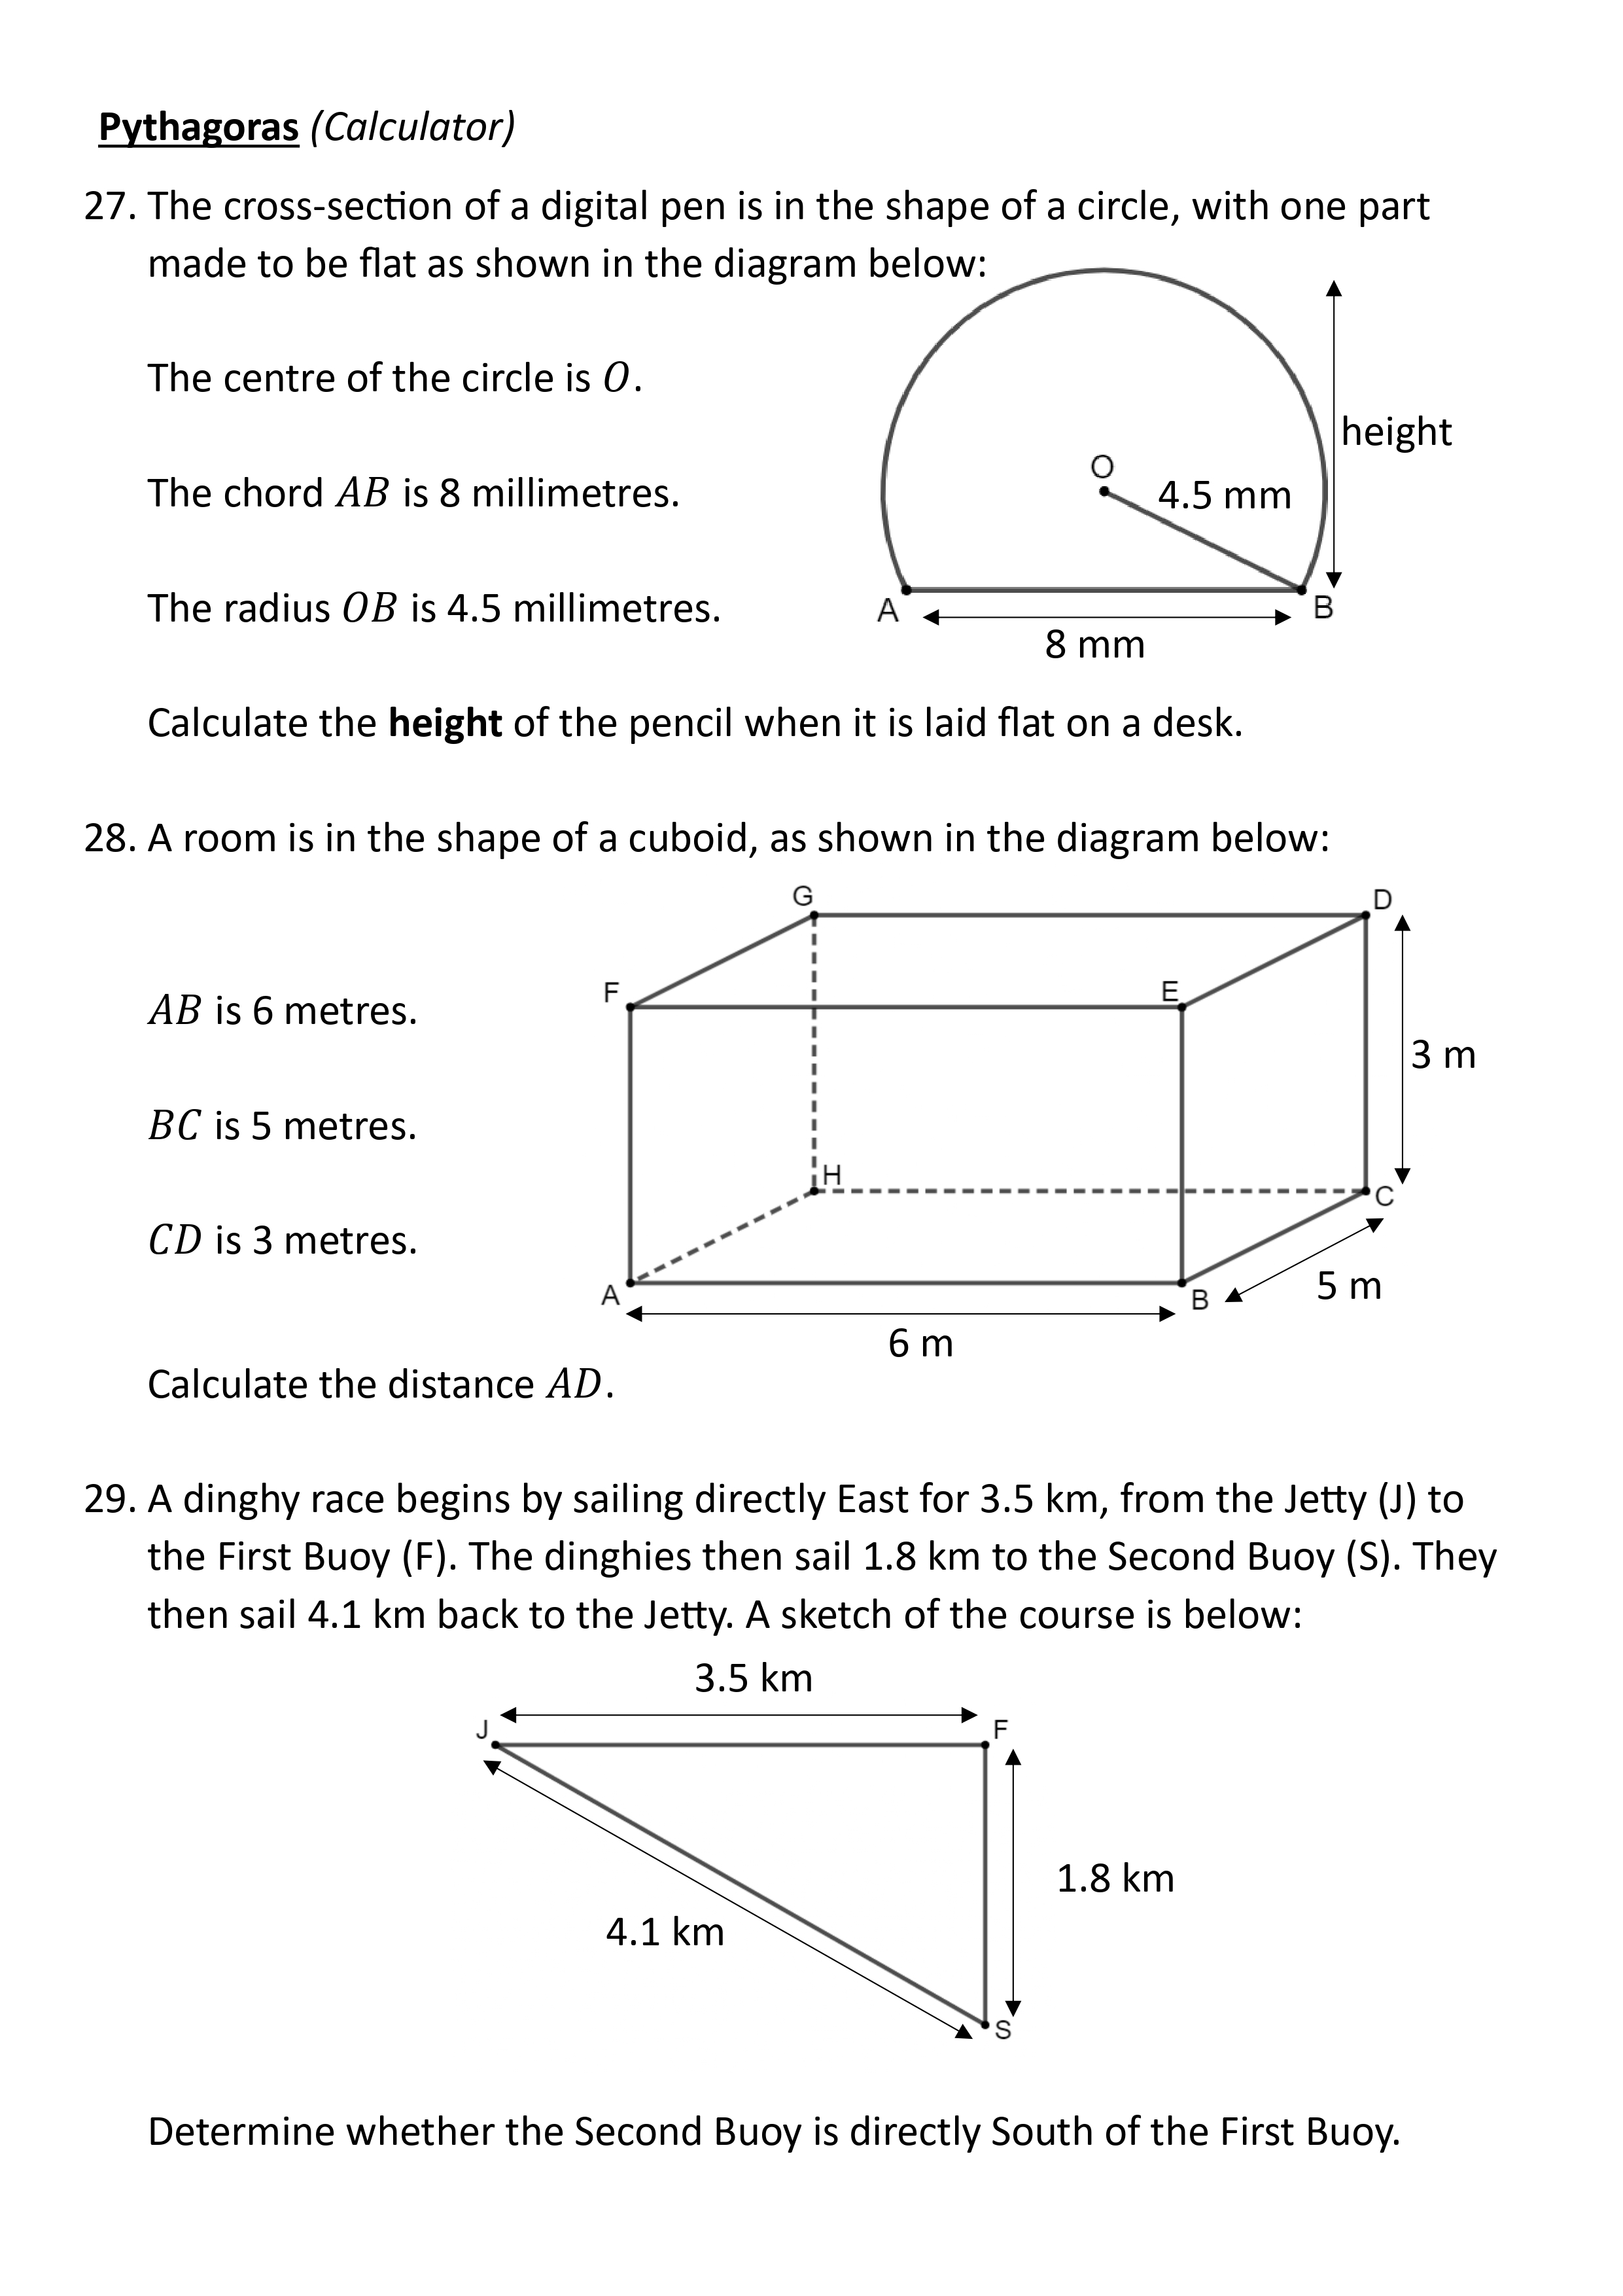 Pythagoras (Calculator)
27. The cross-section of a digital pen is in the shape of a circle, with one part
made to be flat as shown in the diagram below:
The centre of the circle is O.
height
O
4.5 mm
The chord AB is 8 millimetres.
The radius OB is 4.5 millimetres.
A
B
8 mm
Calculate the height of the pencil when it is laid flat on a desk.
28. A room is in the shape of a cuboid, as shown in the diagram below:
G
D
F
E
AB is 6 metres.
3 m
BC is 5 metres.
H
C
CD is 3 metres.
A
B
5 m
6 m
Calculate the distance AD.
29. A dinghy race begins by sailing directly East for 3.5 km, from the Jetty (J) to
the First Buoy (F). The dinghies then sail 1.8 km to the Second Buoy (S). They
then sail 4.1 km back to the Jetty. A sketch of the course is below:
3.5 km
J
F
1.8 km
4.1 km
S
Determine whether the Second Buoy is directly South of the First Buoy.